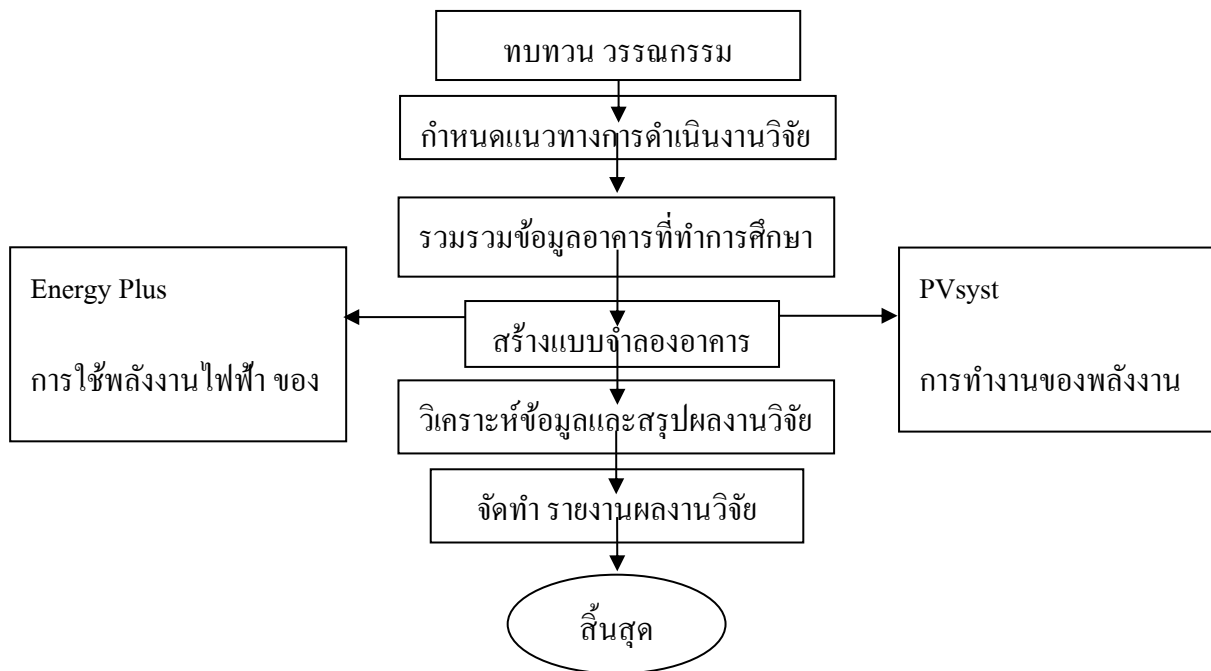 ทบทวน วรรณกรรม
กำหนดแนวทางการดำเนินงานวิจัย
รวมรวมข้อมูลอาคารที่ทำการศึกษา
Energy Plus
การใช้พลังงานไฟฟ้า ของ
สร้างแบบจำลองอาคาร
PVsyst
การทำงานของพลังงาน
วิเคราะห์ข้อมูลและสรุปผลงานวิจัย
จัดทำ รายงานผลงานวิจัย
สิ้นสุด